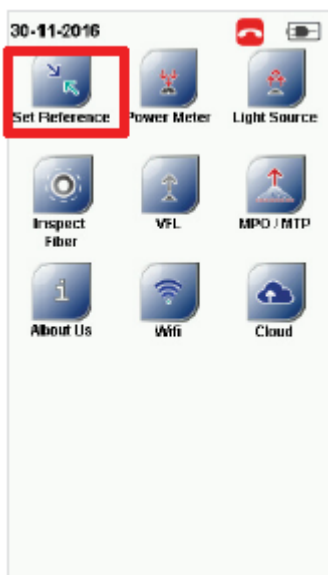 30-11-2016
Set Reference
Power Meter
Light Source
Inspect
Fiber
VFL
MPO / MTP
i
About Us
Wifi
Cloud